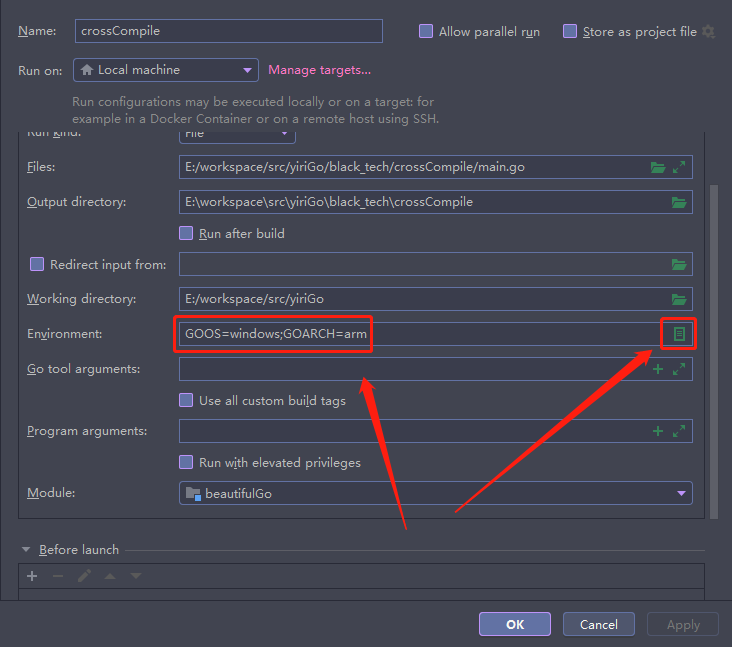 Name: crossCompile Allow parallel run Store as project file
Run on: Local machine Manage targets...
Run configurations may be executed locally or on a target: for
example in a Docker Container or on a remote host using SSH.
Run kind: File
Files: E:/workspace/src/yiriGo/black_tech/crossCompile/main.go
Output directory: E:\workspace\src\yiriGo\black_tech\crossCompile
Run after build
Redirect input from:
Working directory: E:/workspace/src/yiriGo
Environment: GOOS=windows;GOARCH=arm
Go tool arguments:
Use all custom build tags
Program arguments:
Run with elevated privileges
Module: beautifulGo
Before launch
OK Cancel Apply